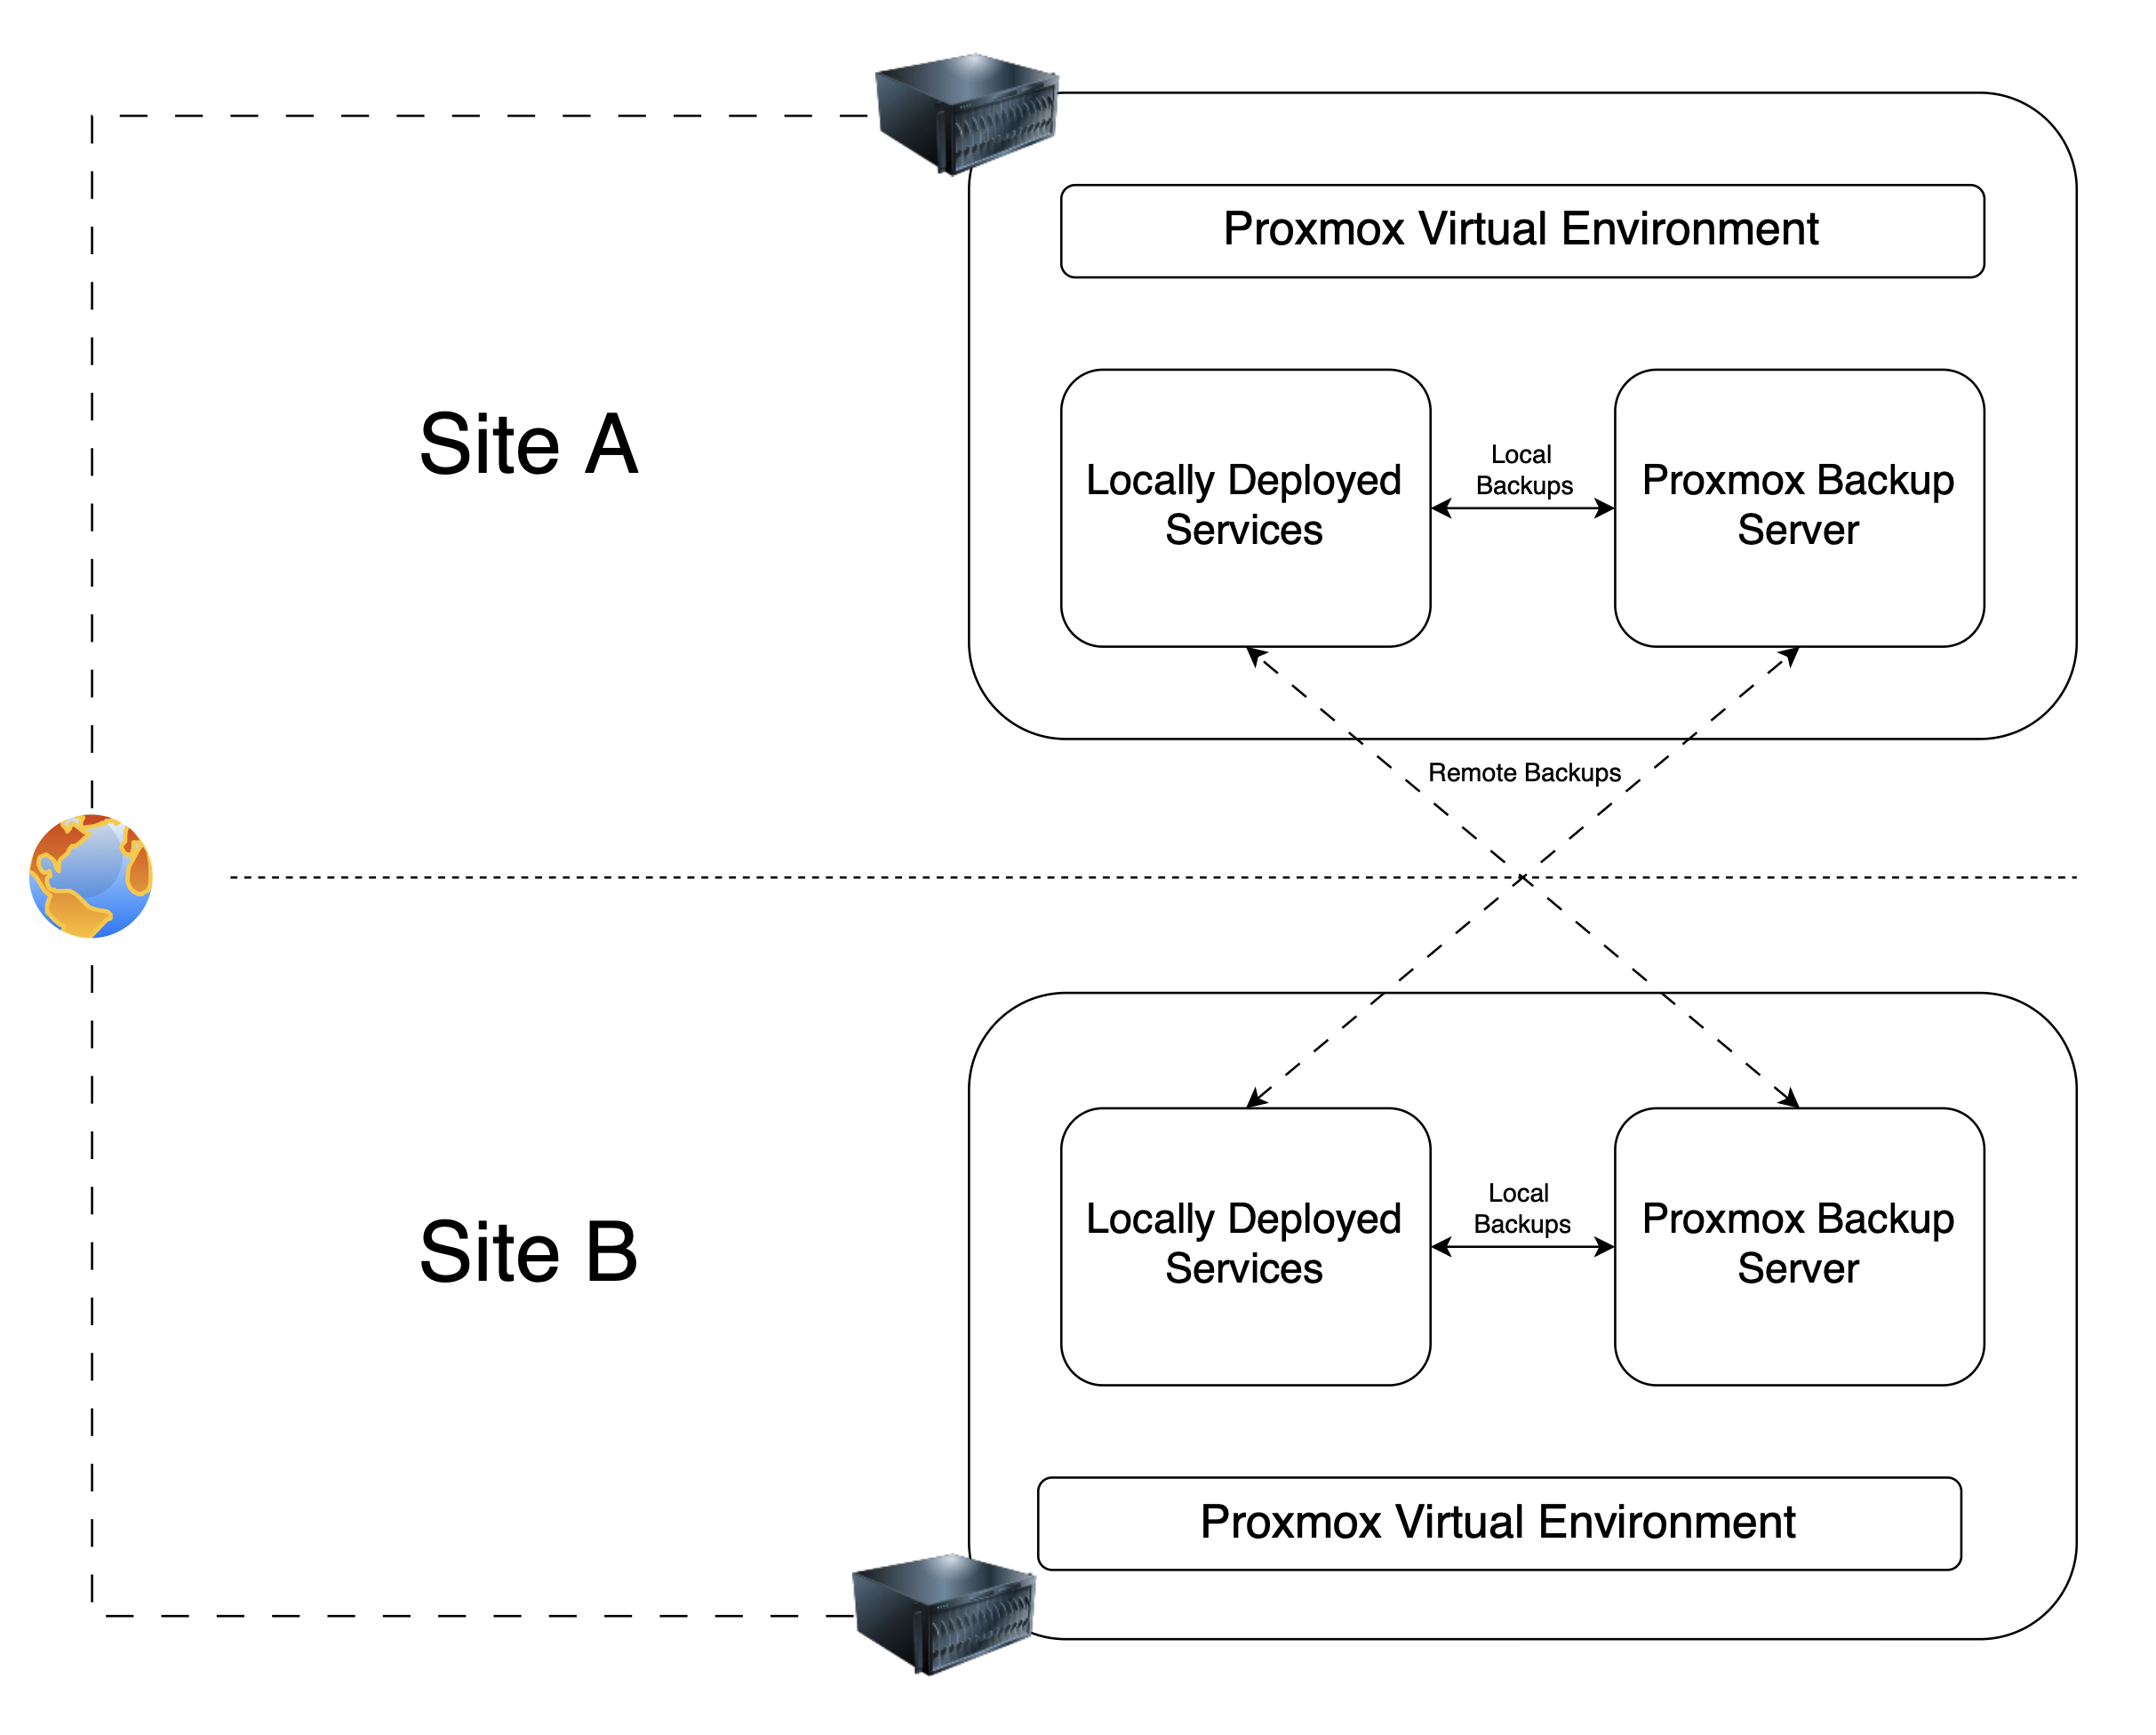 Proxmox Virtual Environment
Site A
Locally Deployed
Services
Local
Backups
Proxmox Backup
Server
Remote Backups
Site B
Locally Deployed
Services
Local
Backups
Proxmox Backup
Server
Proxmox Virtual Environment